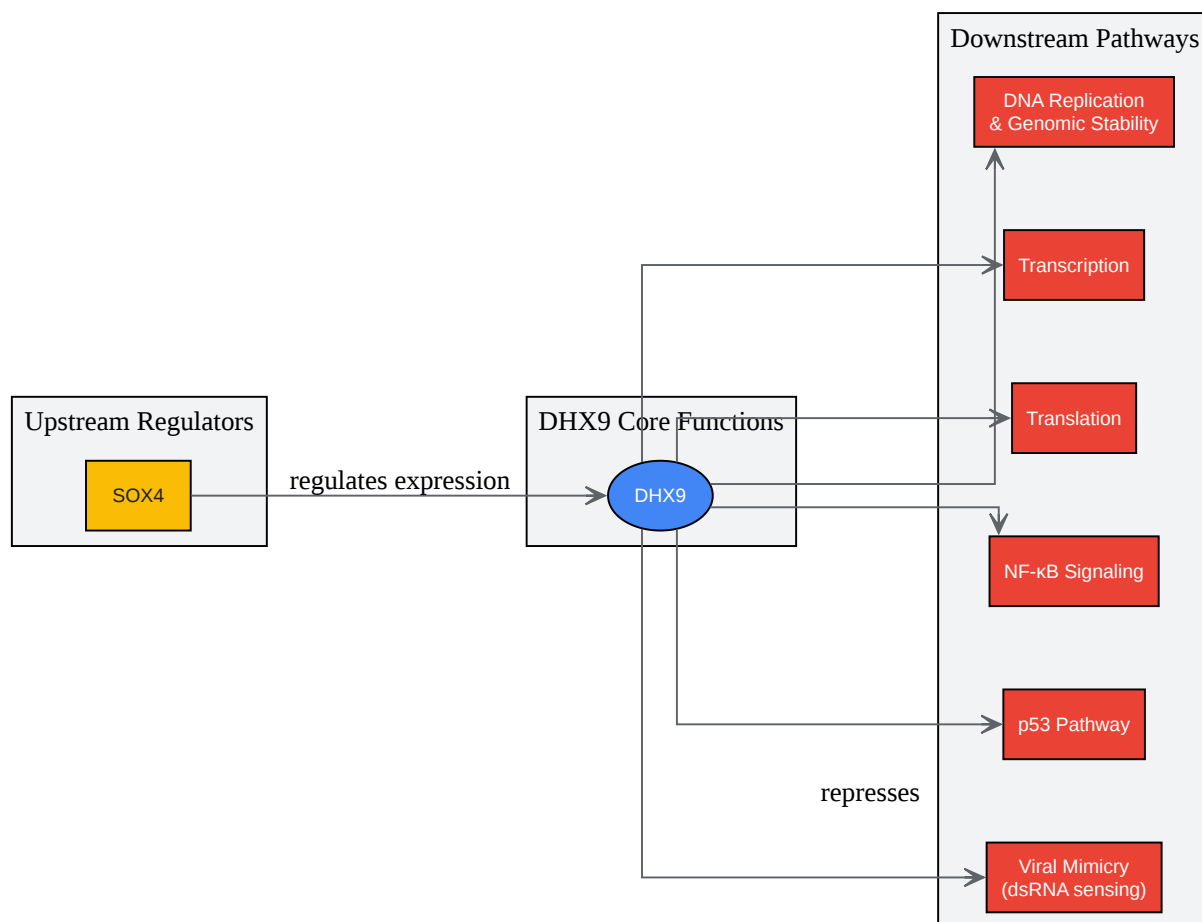 Upstream Regulators
SOX4
regulates expression
DHX9 Core Functions
DHX9
Downstream Pathways
DNA Replication
& Genomic Stability
Transcription
Translation
NF-κB Signaling
p53 Pathway
represses
Viral Mimicry
(dsRNA sensing)